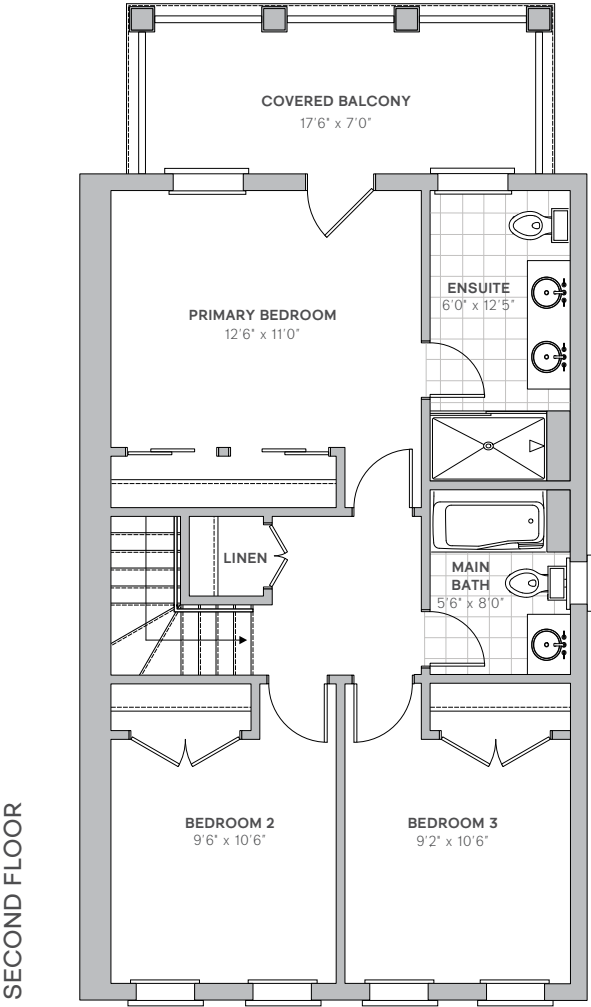 COVERED BALCONY
17'6" x 7'0"
ENSUITE
6'0" x 12'5"
PRIMARY BEDROOM
12'6" x 11'0"
LINEN
MAIN
BATH
5'6" x 8'0"
BEDROOM 2
9'6" x 10'6"
BEDROOM 3
9'2" x 10'6"
SECOND FLOOR